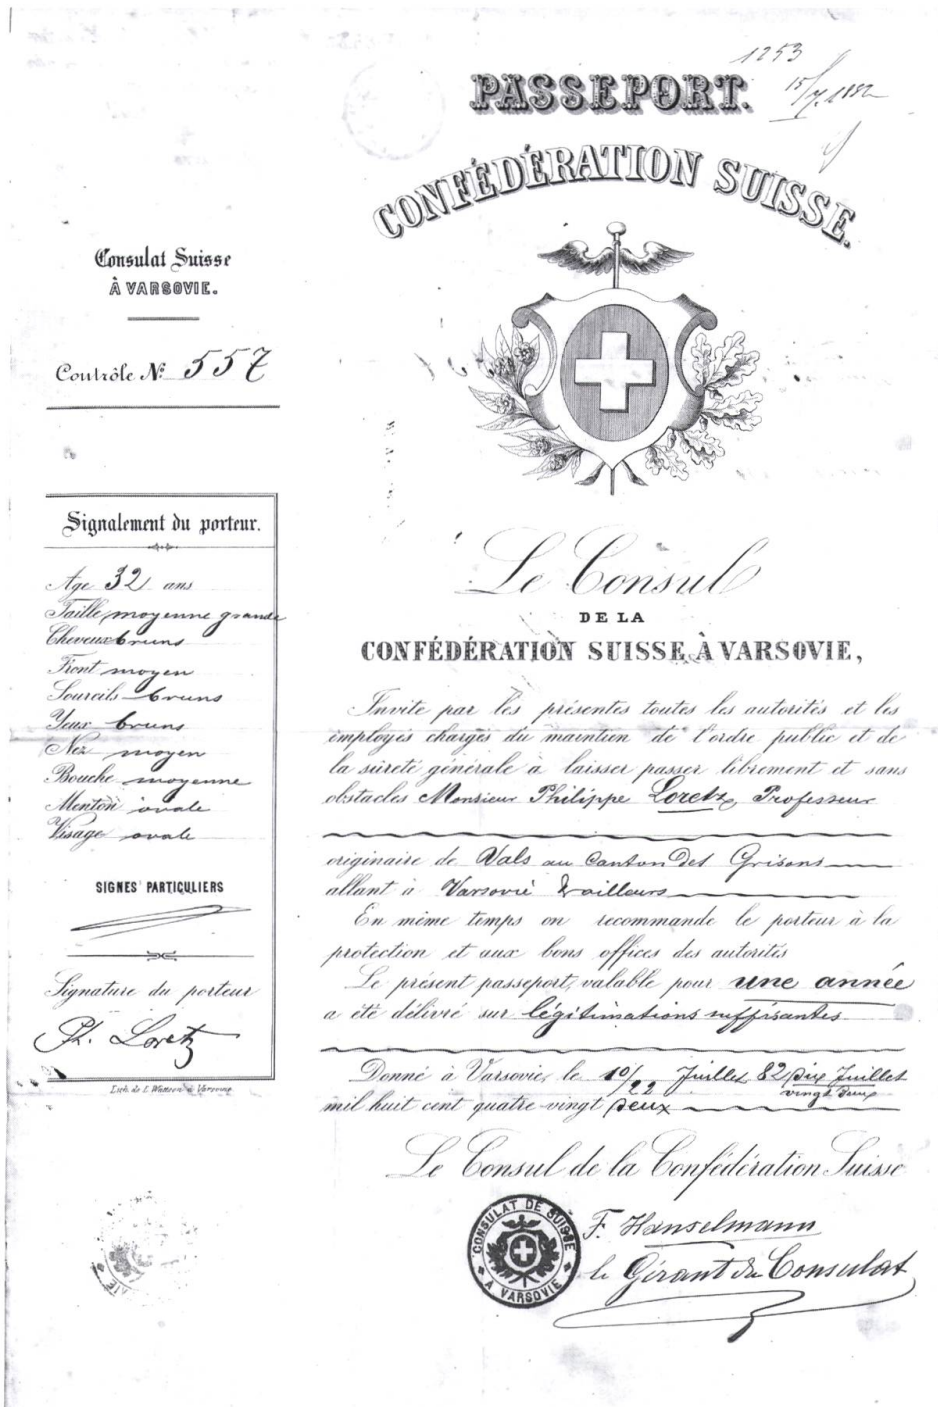 1253
15/7 1882
PASSEPORT.
CONFÉDÉRATION SUISSE.
Consulat Suisse
À VARSOVIE.
Contrôle No. 557
Signalement du porteur.
Age 32 ans
Taille moyenne grande
Cheveux bruns
Front moyen
Sourcils bruns
Yeux bruns
Nez moyen
Bouche moyenne
Menton ovale
Visage ovale
SIGNES PARTICULIERS
Signature du porteur
Ph. Loretz
Lith. de à Varsovie
Le Consul
DE LA
CONFÉDÉRATION SUISSE À VARSOVIE,
Invite par les présentes toutes les autorités et les
employés chargés du maintien de l'ordre public et de
la sûreté générale à laisser passer librement et sans
obstacles Monsieur Philippe Loretz, Professeur
originaire de Vals au Canton des Grisons
allant à Varsovie & ailleurs
En même temps on recommande le porteur à la
protection et aux bons offices des autorités
Le présent passeport, valable pour une année
a été délivré sur légitimations suffisantes
Donné à Varsovie, le 10/22 Juillet 82 dix Juillet
vingt deux
mil huit cent quatre vingt deux
Le Consul de la Confédération Suisse
CONSULAT DE SUISSE
A VARSOVIE
F. Hanselmann
le Gérant du Consulat